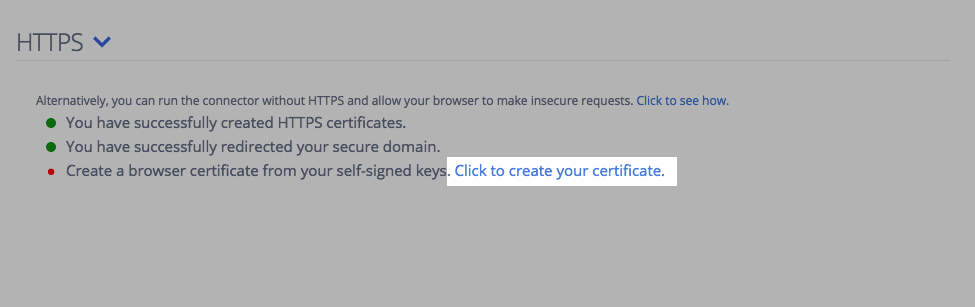 HTTPS
Alternatively, you can run the connector without HTTPS and allow your browser to make insecure requests. Click to see how.
You have successfully created HTTPS certificates.
You have successfully redirected your secure domain.
Create a browser certificate from your self-signed keys. Click to create your certificate.